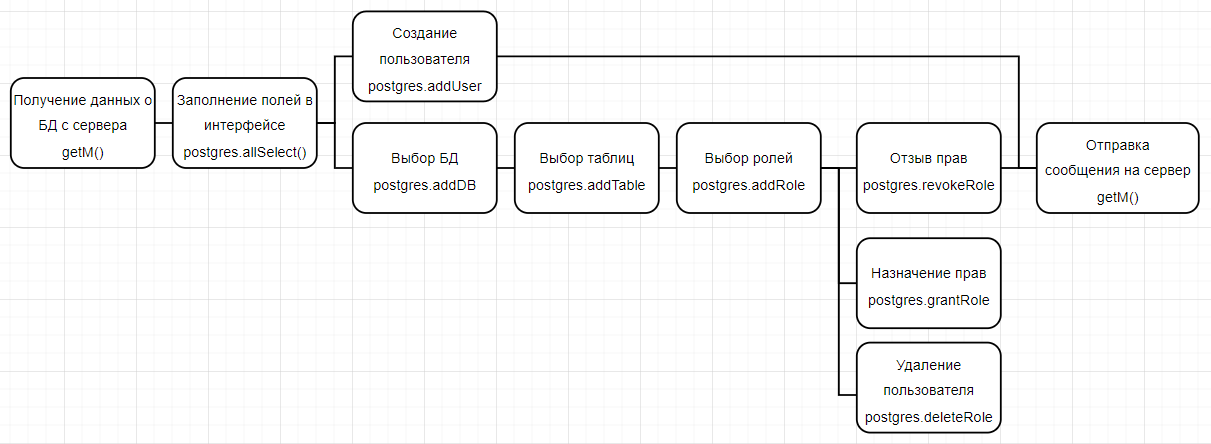 Получение данных о
БД с сервера
getM()
Заполнение полей в
интерфейсе
postgres.allSelect()
Создание
пользователя
postgres.addUser
Выбор БД
postgres.addDB
Выбор таблиц
postgres.addTable
Выбор ролей
postgres.addRole
Отзыв прав
postgres.revokeRole
Назначение прав
postgres.grantRole
Удаление
пользователя
postgres.deleteRole
Отправка
сообщения на сервер
getM()